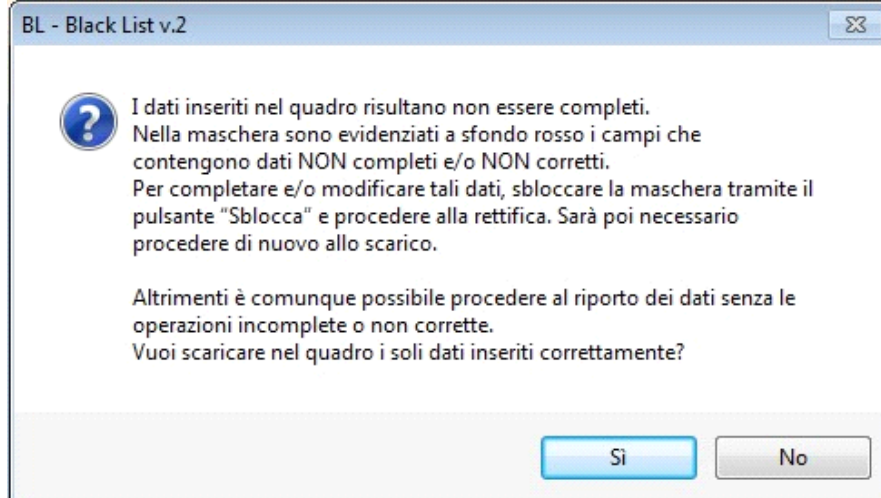 BL - Black List v.2
I dati inseriti nel quadro risultano non essere completi.
Nella maschera sono evidenziati a sfondo rosso i campi che
contengono dati NON completi e/o NON corretti.
Per completare e/o modificare tali dati, sbloccare la maschera tramite il
pulsante “Sblocca” e procedere alla rettifica. Sarà poi necessario
procedere di nuovo allo scarico.
Altrimenti è comunque possibile procedere al riporto dei dati senza le
operazioni incomplete o non corrette.
Vuoi scaricare nel quadro i soli dati inseriti correttamente?
Sì
No